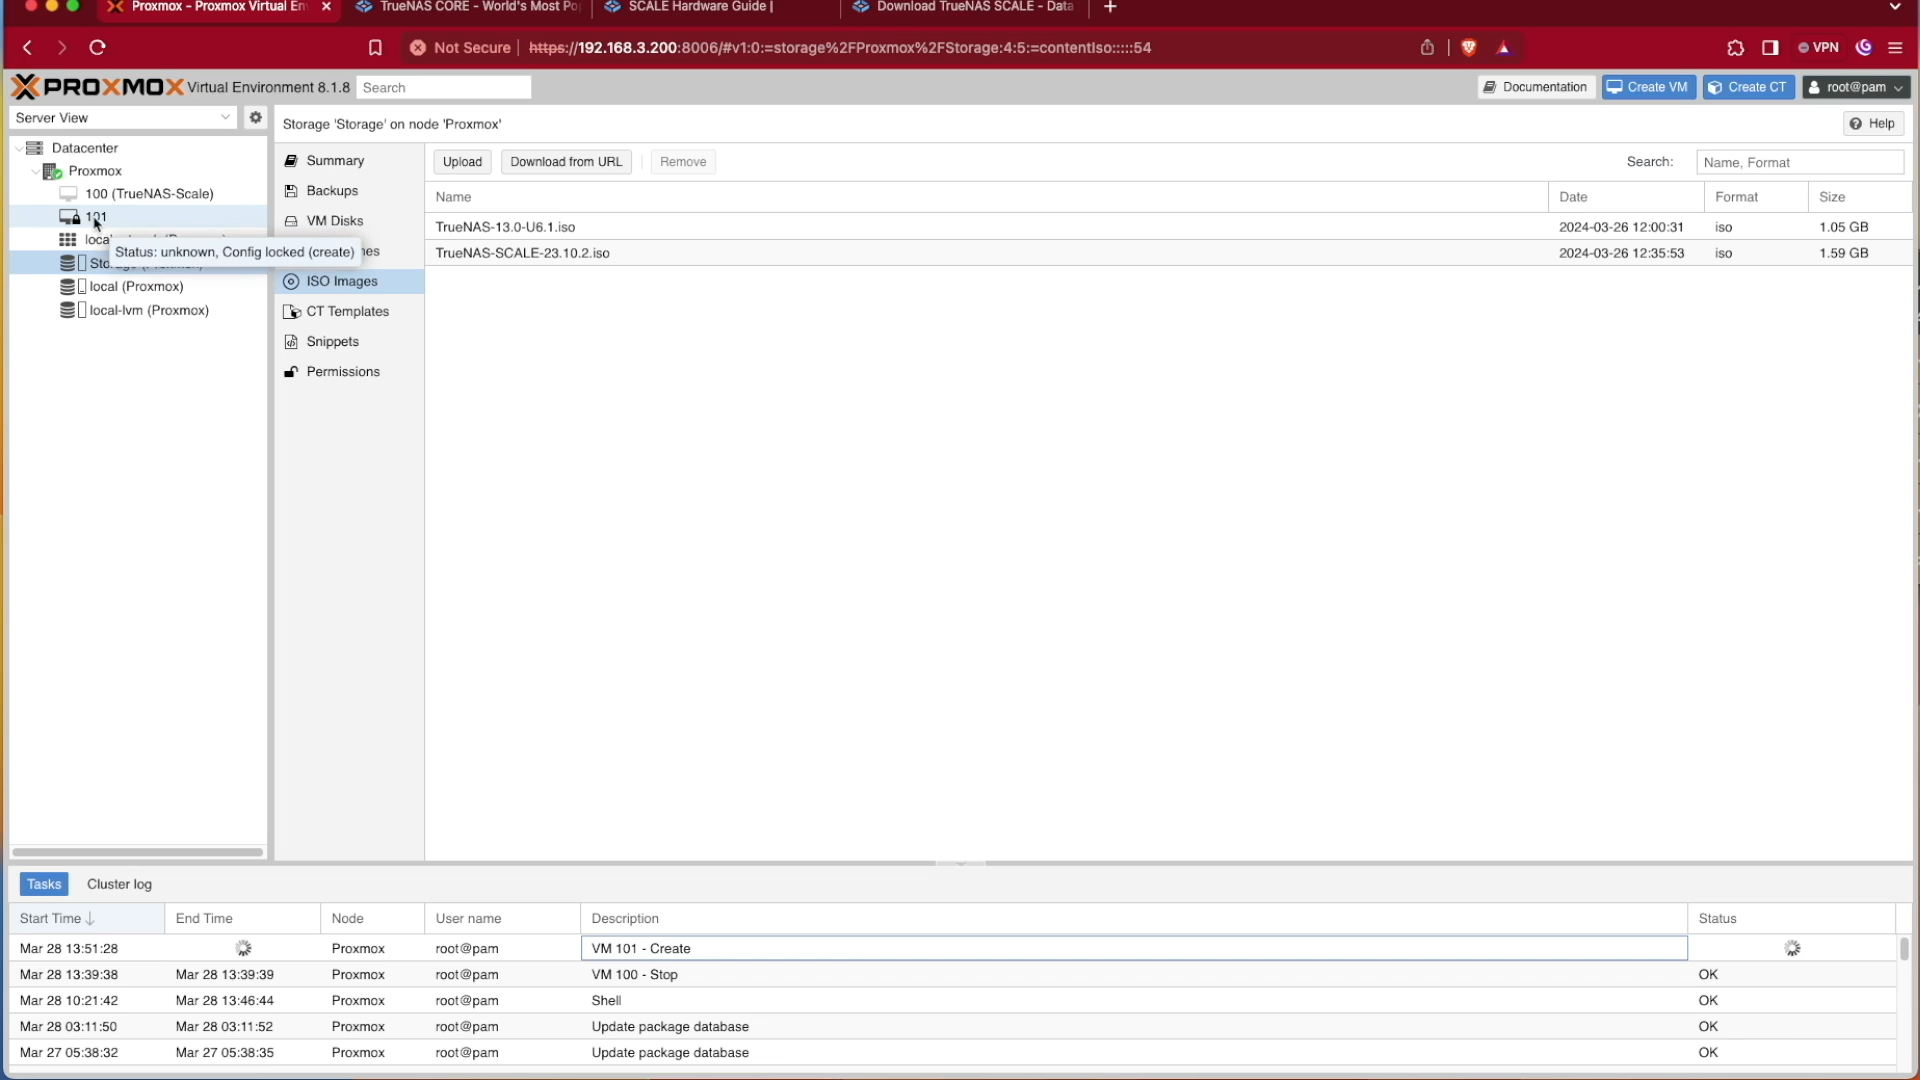 Proxmox - Proxmox Virtual En
TrueNAS CORE - World's Most Po
SCALE Hardware Guide |
Download TrueNAS SCALE - Data
Not Secure
https://192.168.3.200:8006/#v1:0:=storage%2FProxmox%2FStorage:4:5:=contentIso:::::54
VPN
PROXMOX Virtual Environment 8.1.8
Search
Documentation
Create VM
Create CT
root@pam
Server View
Storage 'Storage' on node 'Proxmox'
Help
Datacenter
Proxmox
100 (TrueNAS-Scale)
101
Status: unknown, Config locked (create)
local (Proxmox)
local-lvm (Proxmox)
Summary
Backups
VM Disks
ISO Images
CT Templates
Snippets
Permissions
Upload
Download from URL
Remove
Search:
Name, Format
Name Date Format Size
TrueNAS-13.0-U6.1.iso 2024-03-26 12:00:31 iso 1.05 GB
TrueNAS-SCALE-23.10.2.iso 2024-03-26 12:35:53 iso 1.59 GB
Tasks
Cluster log
Start Time End Time Node User name Description Status
Mar 28 13:51:28 Proxmox root@pam VM 101 - Create
Mar 28 13:39:38 Mar 28 13:39:39 Proxmox root@pam VM 100 - Stop OK
Mar 28 10:21:42 Mar 28 13:46:44 Proxmox root@pam Shell OK
Mar 28 03:11:50 Mar 28 03:11:52 Proxmox root@pam Update package database OK
Mar 27 05:38:32 Mar 27 05:38:35 Proxmox root@pam Update package database OK